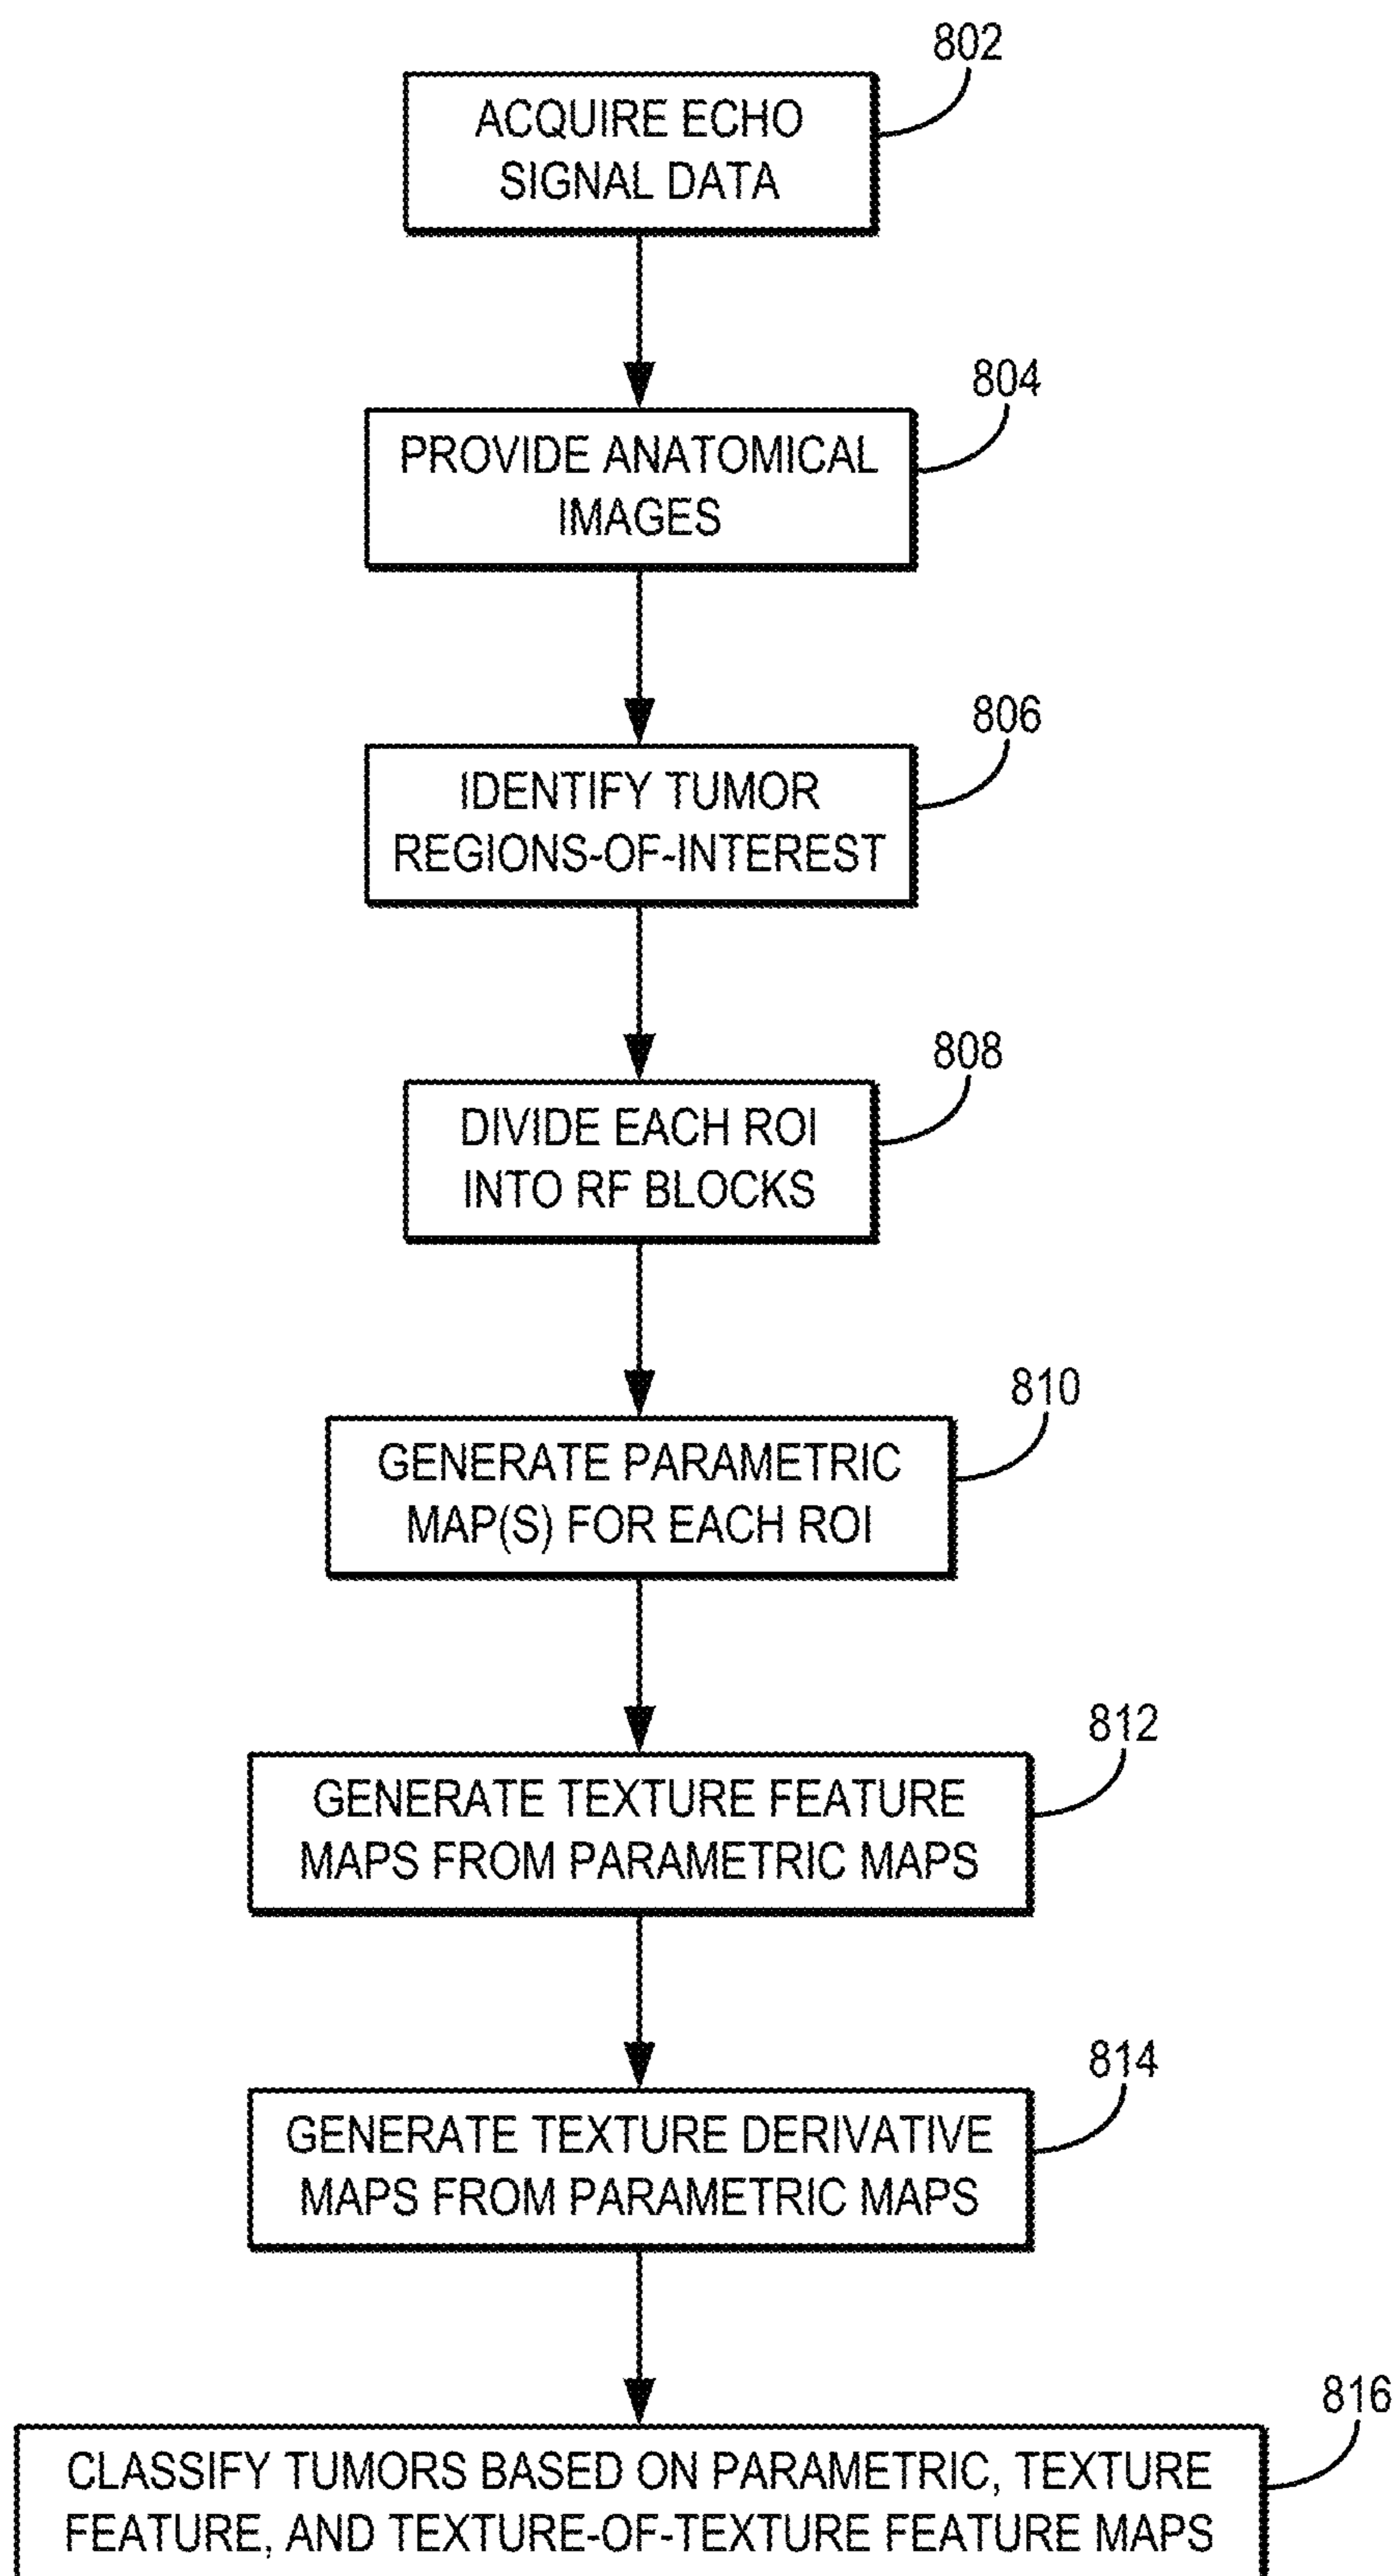 802
ACQUIRE ECHO
SIGNAL DATA
804
PROVIDE ANATOMICAL
IMAGES
806
IDENTIFY TUMOR
REGIONS-OF-INTEREST
808
DIVIDE EACH ROI
INTO RF BLOCKS
810
GENERATE PARAMETRIC
MAP(S) FOR EACH ROI
812
GENERATE TEXTURE FEATURE
MAPS FROM PARAMETRIC MAPS
814
GENERATE TEXTURE DERIVATIVE
MAPS FROM PARAMETRIC MAPS
816
CLASSIFY TUMORS BASED ON PARAMETRIC, TEXTURE
FEATURE, AND TEXTURE-OF-TEXTURE FEATURE MAPS